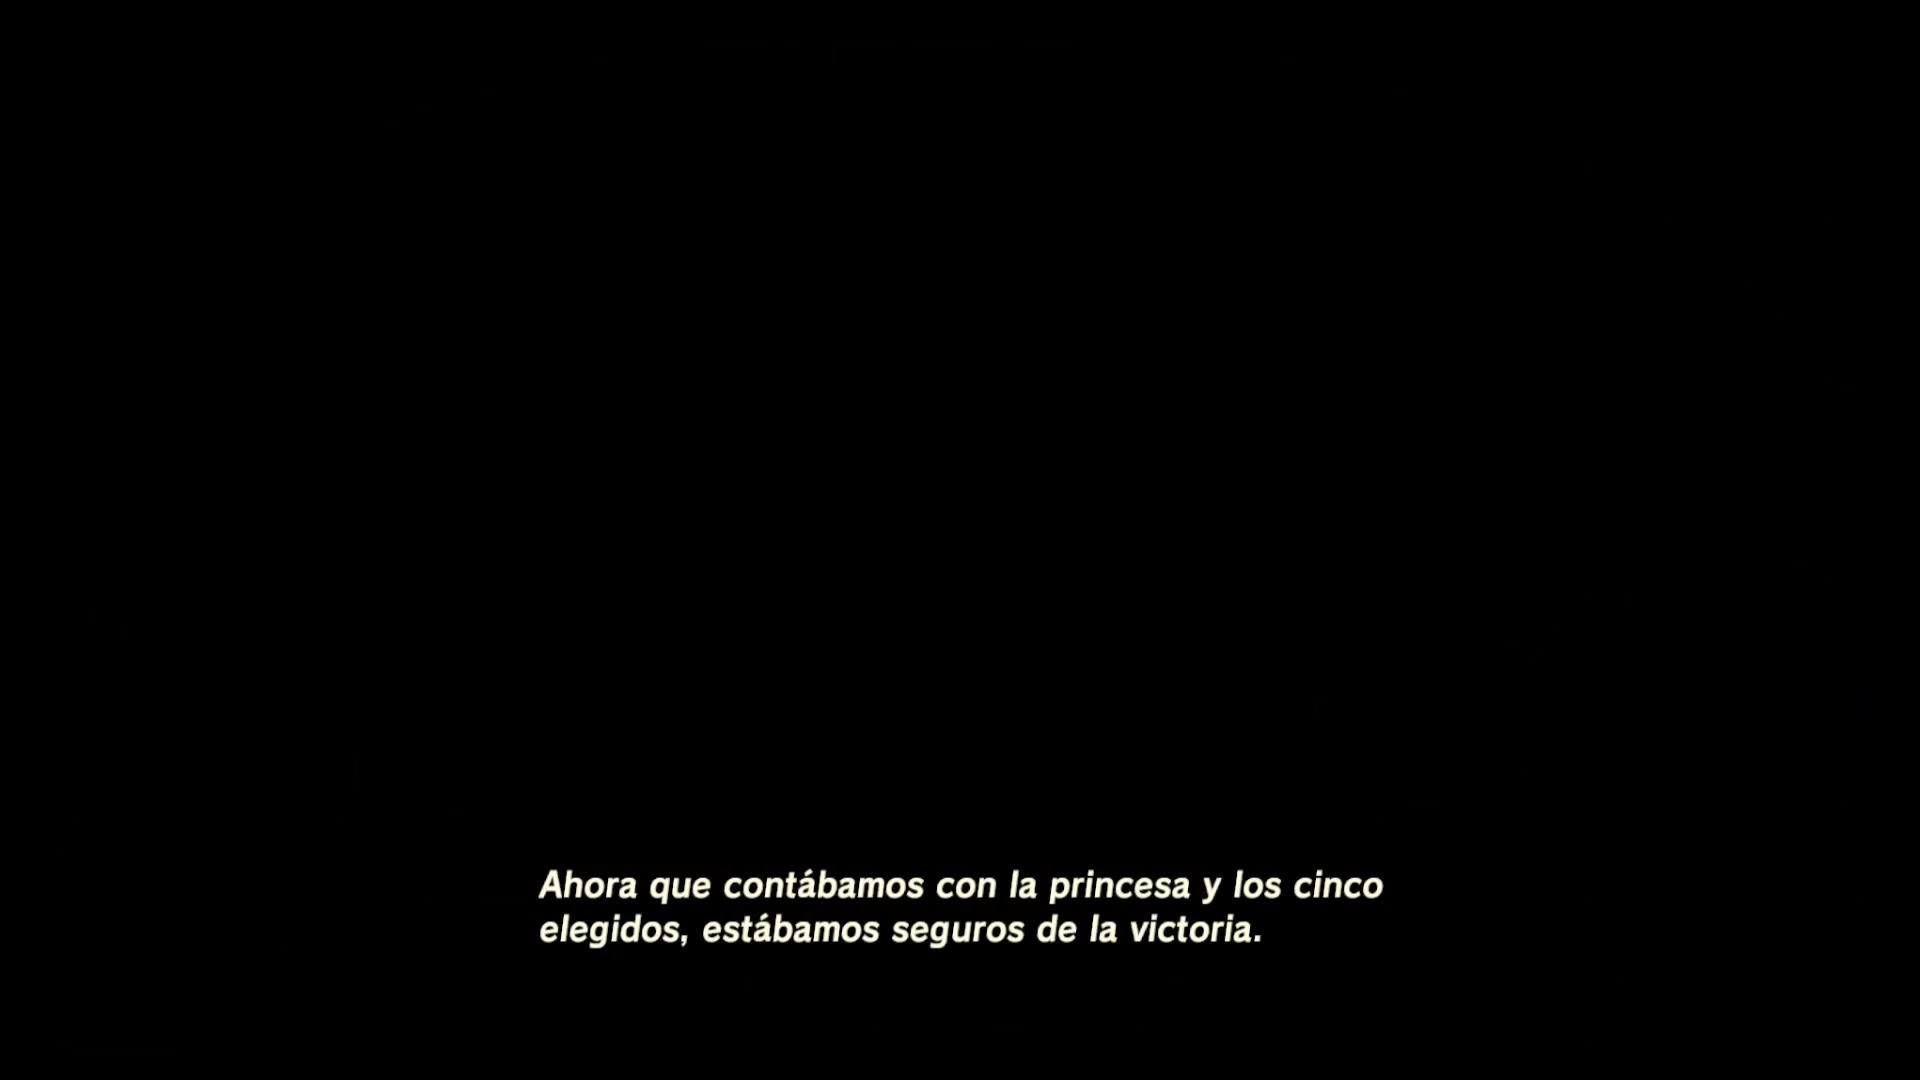 Ahora que contábamos con la princesa y los cinco
elegidos, estábamos seguros de la victoria.